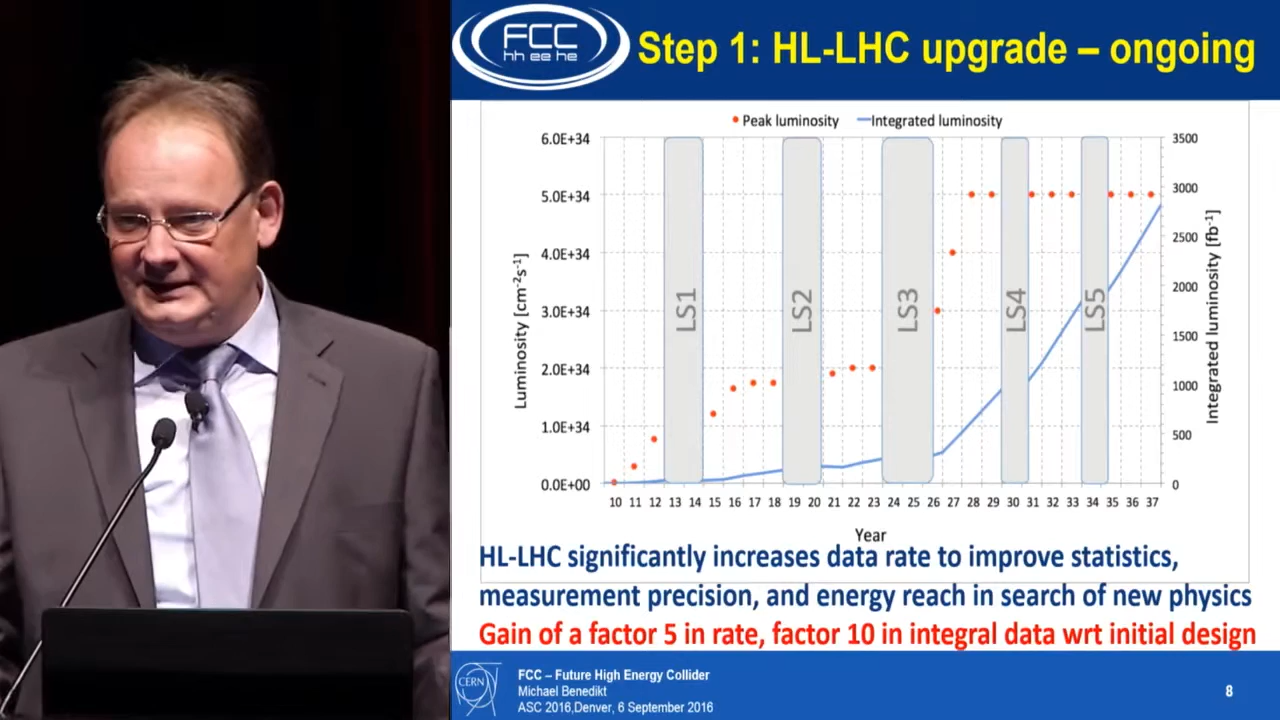 FCC
hh ee he
Step 1: HL-LHC upgrade – ongoing
Peak luminosity
Integrated luminosity
6.0E+34
5.0E+34
4.0E+34
3.0E+34
2.0E+34
1.0E+34
0.0E+00
Luminosity [cm⁻²s⁻¹]
LS1
LS2
LS3
LS4
LS5
3500
3000
2500
2000
1500
1000
500
0
Integrated luminosity [fb⁻¹]
10 11 12 13 14 15 16 17 18 19 20 21 22 23 24 25 26 27 28 29 30 31 32 33 34 35 36 37
Year
HL-LHC significantly increases data rate to improve statistics,
measurement precision, and energy reach in search of new physics
Gain of a factor 5 in rate, factor 10 in integral data wrt initial design
CERN
FCC – Future High Energy Collider
Michael Benedikt
ASC 2016,Denver, 6 September 2016
8